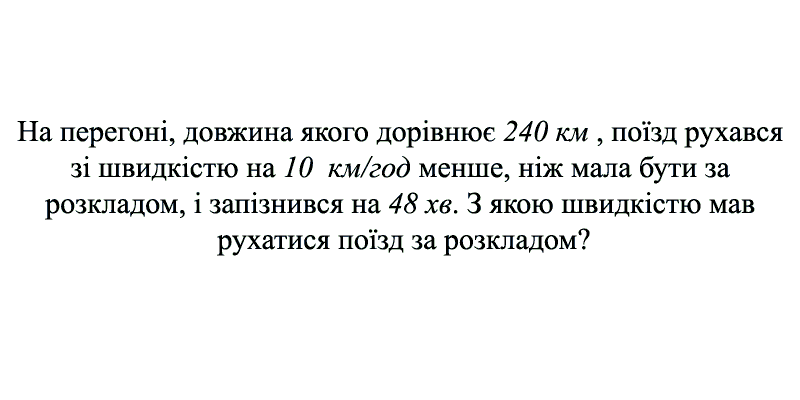 На перегоні, довжина якого дорівнює 240 км , поїзд рухався
зі швидкістю на 10 км/год менше, ніж мала бути за
розкладом, і запізнився на 48 хв. З якою швидкістю мав
рухатися поїзд за розкладом?